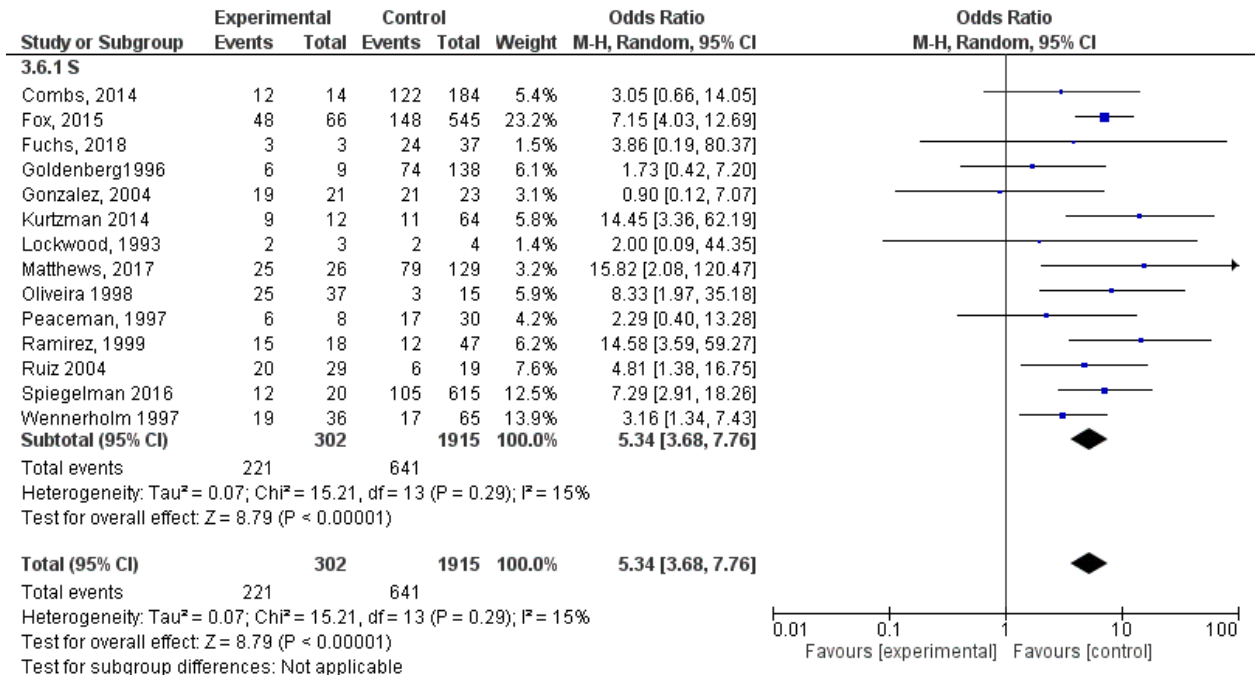 Experimental Control Odds Ratio Odds Ratio
Study or Subgroup Events Total Events Total Weight M-H, Random, 95% CI M-H, Random, 95% CI
3.6.1 S
Combs, 2014 12 14 122 184 5.4% 3.05 [0.66, 14.05]
Fox, 2015 48 66 148 545 23.2% 7.15 [4.03, 12.69]
Fuchs, 2018 3 3 24 37 1.5% 3.86 [0.19, 80.37]
Goldenberg1996 6 9 74 138 6.1% 1.73 [0.42, 7.20]
Gonzalez, 2004 19 21 21 23 3.1% 0.90 [0.12, 7.07]
Kurtzman 2014 9 12 11 64 5.8% 14.45 [3.36, 62.19]
Lockwood, 1993 2 3 2 4 1.4% 2.00 [0.09, 44.35]
Matthews, 2017 25 26 79 129 3.2% 15.82 [2.08, 120.47]
Oliveira 1998 25 37 3 15 5.9% 8.33 [1.97, 35.18]
Peaceman, 1997 6 8 17 30 4.2% 2.29 [0.40, 13.28]
Ramirez, 1999 15 18 12 47 6.2% 14.58 [3.59, 59.27]
Ruiz 2004 20 29 6 19 7.6% 4.81 [1.38, 16.75]
Spiegelman 2016 12 20 105 615 12.5% 7.29 [2.91, 18.26]
Wennerholm 1997 19 36 17 65 13.9% 3.16 [1.34, 7.43]
Subtotal (95% CI) 302 1915 100.0% 5.34 [3.68, 7.76]
Total events 221 641
Heterogeneity: Tau² = 0.07; Chi² = 15.21, df = 13 (P = 0.29); I² = 15%
Test for overall effect: Z = 8.79 (P < 0.00001)
Total (95% CI) 302 1915 100.0% 5.34 [3.68, 7.76]
Total events 221 641
Heterogeneity: Tau² = 0.07; Chi² = 15.21, df = 13 (P = 0.29); I² = 15%
Test for overall effect: Z = 8.79 (P < 0.00001)
Test for subgroup differences: Not applicable
0.01 0.1 1 10 100
Favours [experimental] Favours [control]